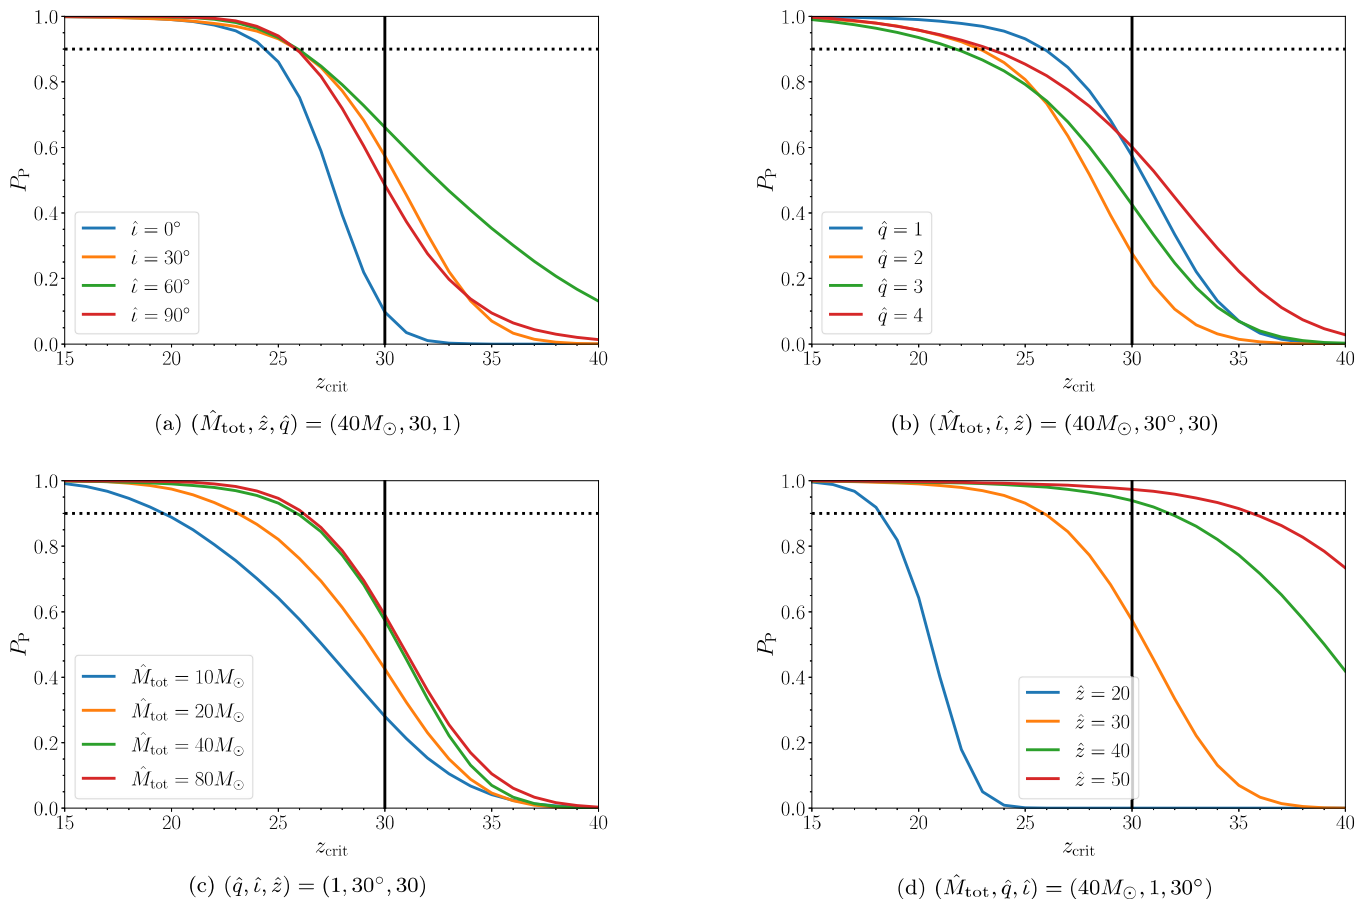 1.0
0.8
0.6
0.4
0.2
0.0
P_P
î = 0°
î = 30°
î = 60°
î = 90°
15 20 25 30 35 40
z_crit
(a) (M̂_tot, ẑ, q̂) = (40M_⊙, 30, 1)
1.0
0.8
0.6
0.4
0.2
0.0
P_P
q̂ = 1
q̂ = 2
q̂ = 3
q̂ = 4
15 20 25 30 35 40
z_crit
(b) (M̂_tot, ι̂, ẑ) = (40M_⊙, 30°, 30)
1.0
0.8
0.6
0.4
0.2
0.0
P_P
M̂_tot = 10M_⊙
M̂_tot = 20M_⊙
M̂_tot = 40M_⊙
M̂_tot = 80M_⊙
15 20 25 30 35 40
z_crit
(c) (q̂, ι̂, ẑ) = (1, 30°, 30)
1.0
0.8
0.6
0.4
0.2
0.0
P_P
ẑ = 20
ẑ = 30
ẑ = 40
ẑ = 50
15 20 25 30 35 40
z_crit
(d) (M̂_tot, q̂, ι̂) = (40M_⊙, 1, 30°)